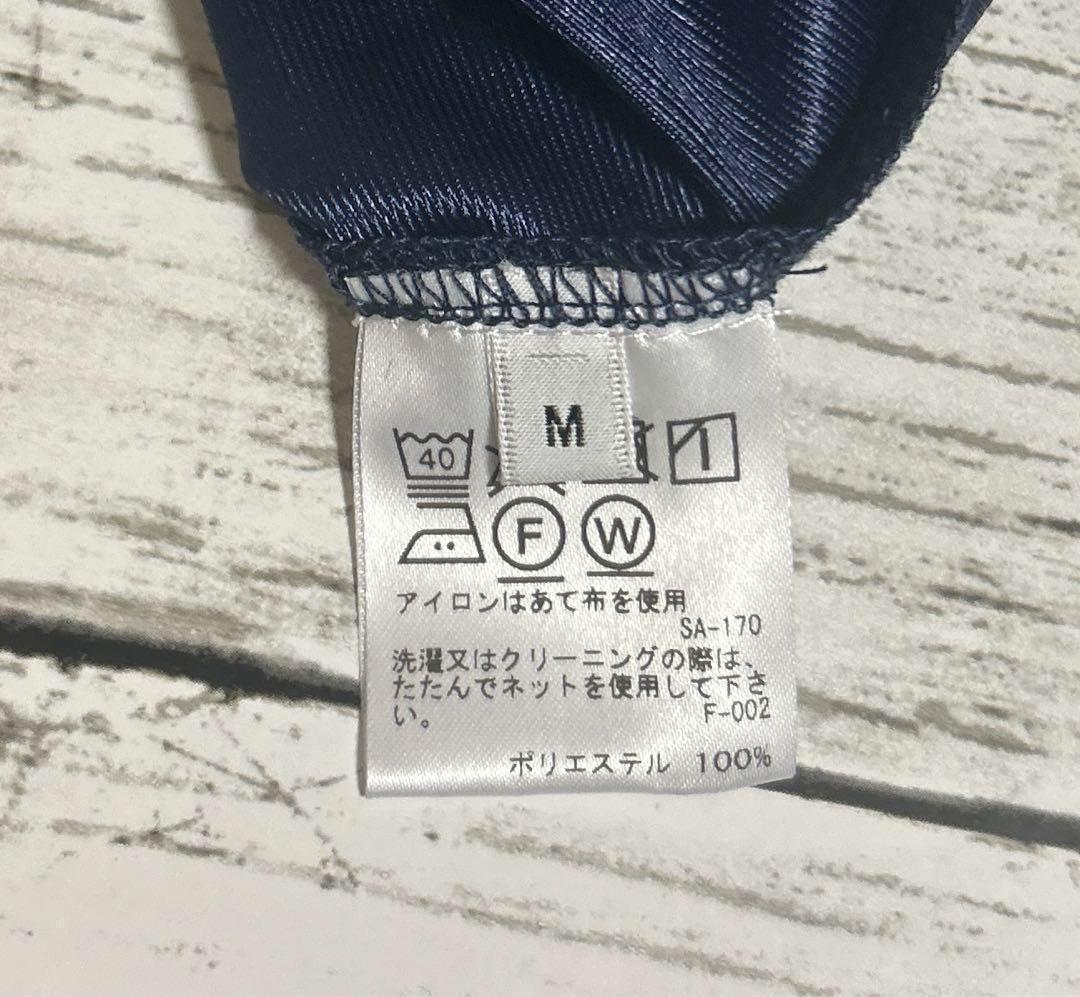 M
40
F W
アイロンはあて布を使用
SA-170
洗濯又はクリーニングの際は、
たたんでネットを使用して下さ
い。 F-002
ポリエステル 100%